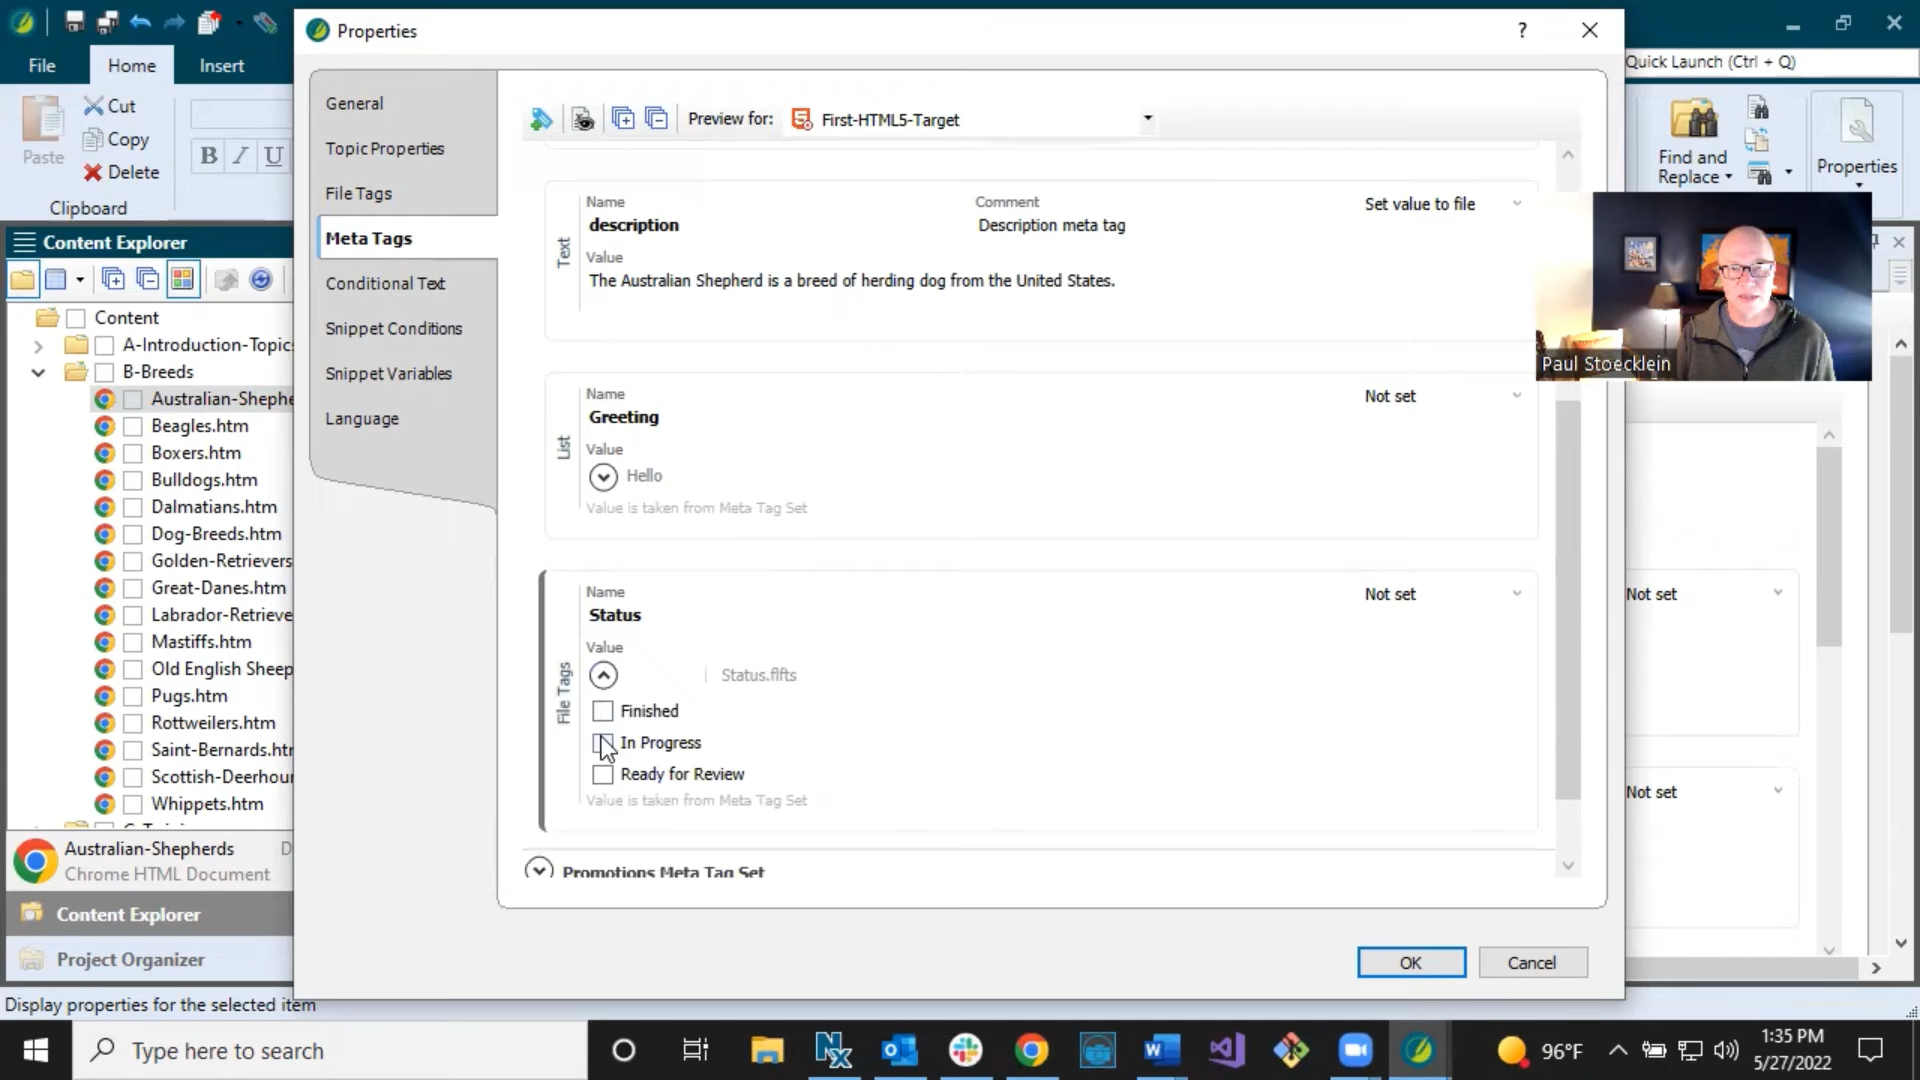 Properties
?
File
Home
Insert
Quick Launch (Ctrl + Q)
Cut
Copy
Delete
Paste
B I U
Clipboard
Find and
Replace
Properties
General
Topic Properties
File Tags
Meta Tags
Conditional Text
Snippet Conditions
Snippet Variables
Language
Preview for:
First-HTML5-Target
Text
Name
description
Comment
Description meta tag
Set value to file
Value
The Australian Shepherd is a breed of herding dog from the United States.
List
Name
Greeting
Not set
Value
Hello
Value is taken from Meta Tag Set
File Tags
Name
Status
Not set
Value
Status.flfts
Finished
In Progress
Ready for Review
Value is taken from Meta Tag Set
Promotions Meta Tag Set
OK
Cancel
Paul Stoecklein
Not set
Not set
Content Explorer
Content
A-Introduction-Topics
B-Breeds
Australian-Shephe
Beagles.htm
Boxers.htm
Bulldogs.htm
Dalmatians.htm
Dog-Breeds.htm
Golden-Retrievers
Great-Danes.htm
Labrador-Retrieve
Mastiffs.htm
Old English Sheep
Pugs.htm
Rottweilers.htm
Saint-Bernards.htm
Scottish-Deerhour
Whippets.htm
Australian-Shepherds D
Chrome HTML Document
Content Explorer
Project Organizer
Display properties for the selected item
Type here to search
96°F
1:35 PM
5/27/2022